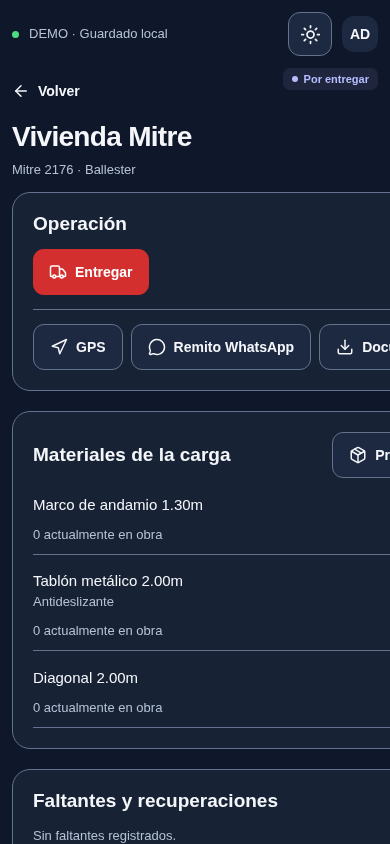 DEMO · Guardado local
AD
Por entregar
Volver
Vivienda Mitre
Mitre 2176 · Ballester
Operación
Entregar
GPS
Remito WhatsApp
Materiales de la carga
Marco de andamio 1.30m
0 actualmente en obra
Tablón metálico 2.00m
Antideslizante
0 actualmente en obra
Diagonal 2.00m
0 actualmente en obra
Faltantes y recuperaciones
Sin faltantes registrados.